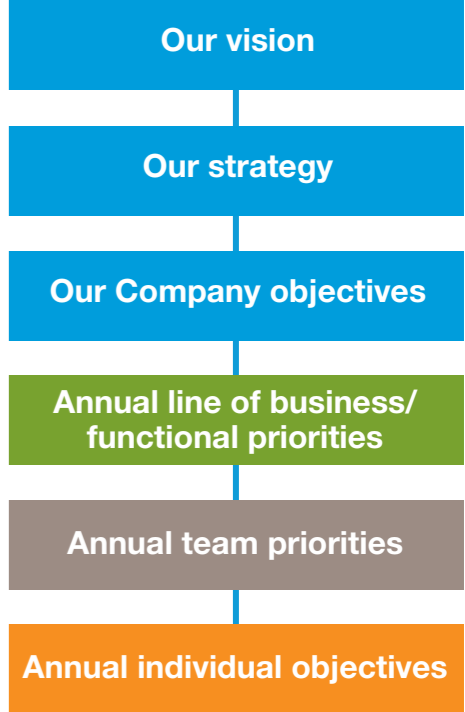 Our vision
Our strategy
Our Company objectives
Annual line of business/
functional priorities
Annual team priorities
Annual individual objectives